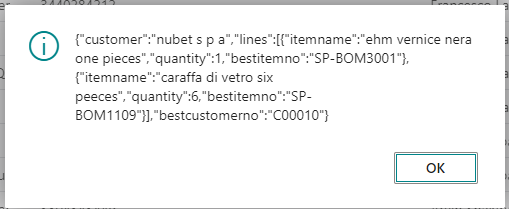 {"customer":"nubet s p a","lines":[{"itemname":"ehm vernice nera
one pieces","quantity":1,"bestitemno":"SP-BOM3001"},
{"itemname":"caraffa di vetro six
peeces","quantity":6,"bestitemno":"SP-
BOM1109"}],"bestcustomerno":"C00010"}
OK